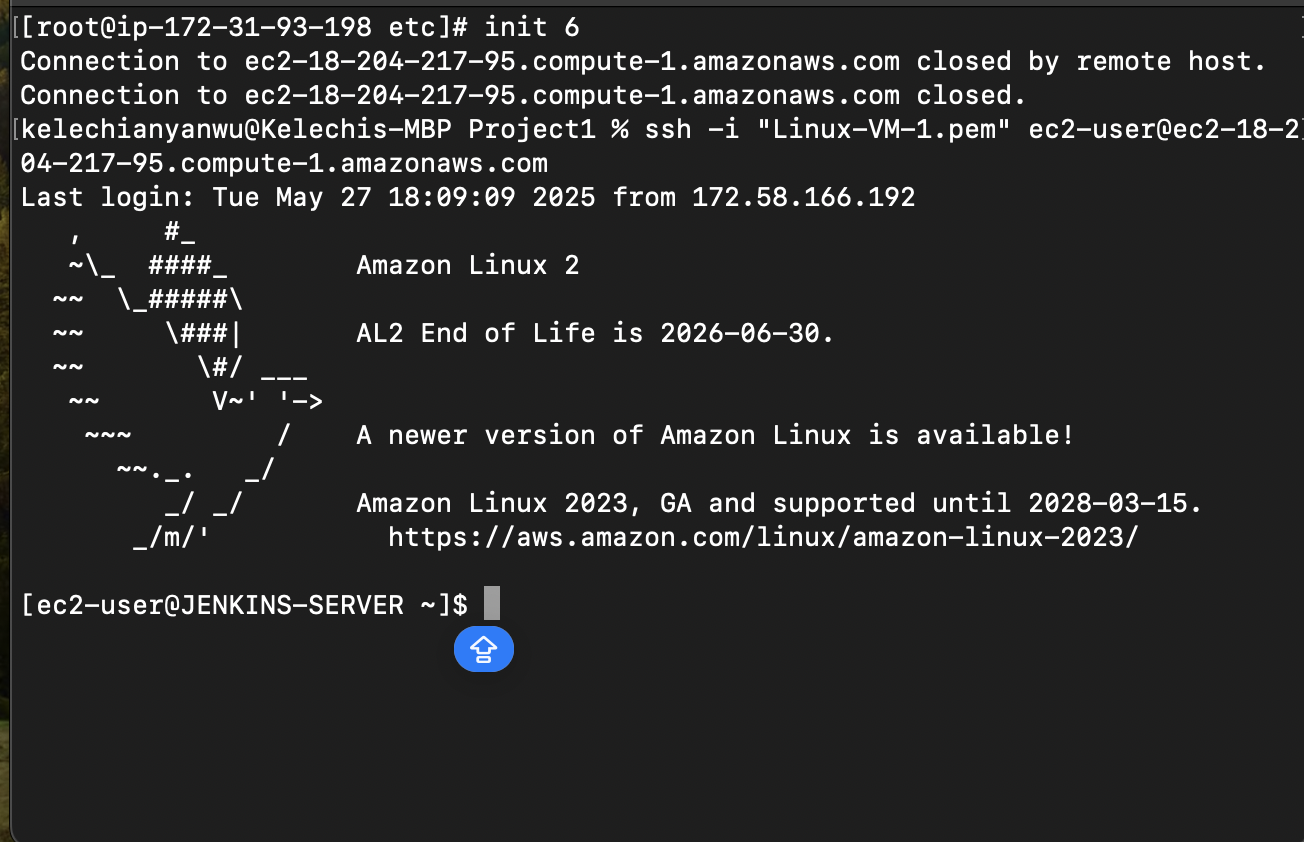 [root@ip-172-31-93-198 etc]# init 6
Connection to ec2-18-204-217-95.compute-1.amazonaws.com closed by remote host.
Connection to ec2-18-204-217-95.compute-1.amazonaws.com closed.
kelechianyanwu@Kelechis-MBP Project1 % ssh -i "Linux-VM-1.pem" ec2-user@ec2-18-2
04-217-95.compute-1.amazonaws.com
Last login: Tue May 27 18:09:09 2025 from 172.58.166.192
   ,     #_
   ~\_  ####_        Amazon Linux 2
  ~~  \_#####\
  ~~     \###|       AL2 End of Life is 2026-06-30.
  ~~       \#/ ___
   ~~       V~' '->
    ~~~         /    A newer version of Amazon Linux is available!
      ~~._.   _/
         _/ _/       Amazon Linux 2023, GA and supported until 2028-03-15.
       _/m/'           https://aws.amazon.com/linux/amazon-linux-2023/
[ec2-user@JENKINS-SERVER ~]$